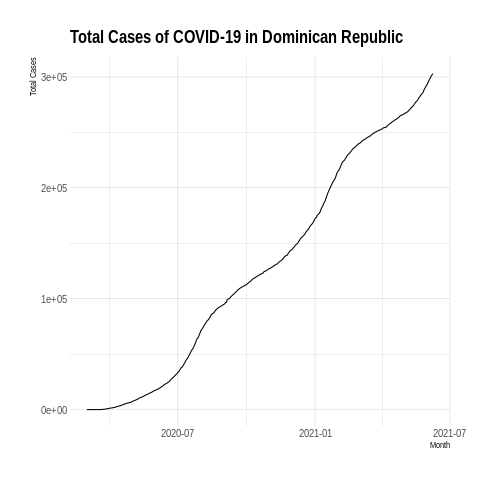 Total Cases of COVID-19 in Dominican Republic
Total Cases
3e+05
2e+05
1e+05
0e+00
2020-07
2021-01
2021-07
Month